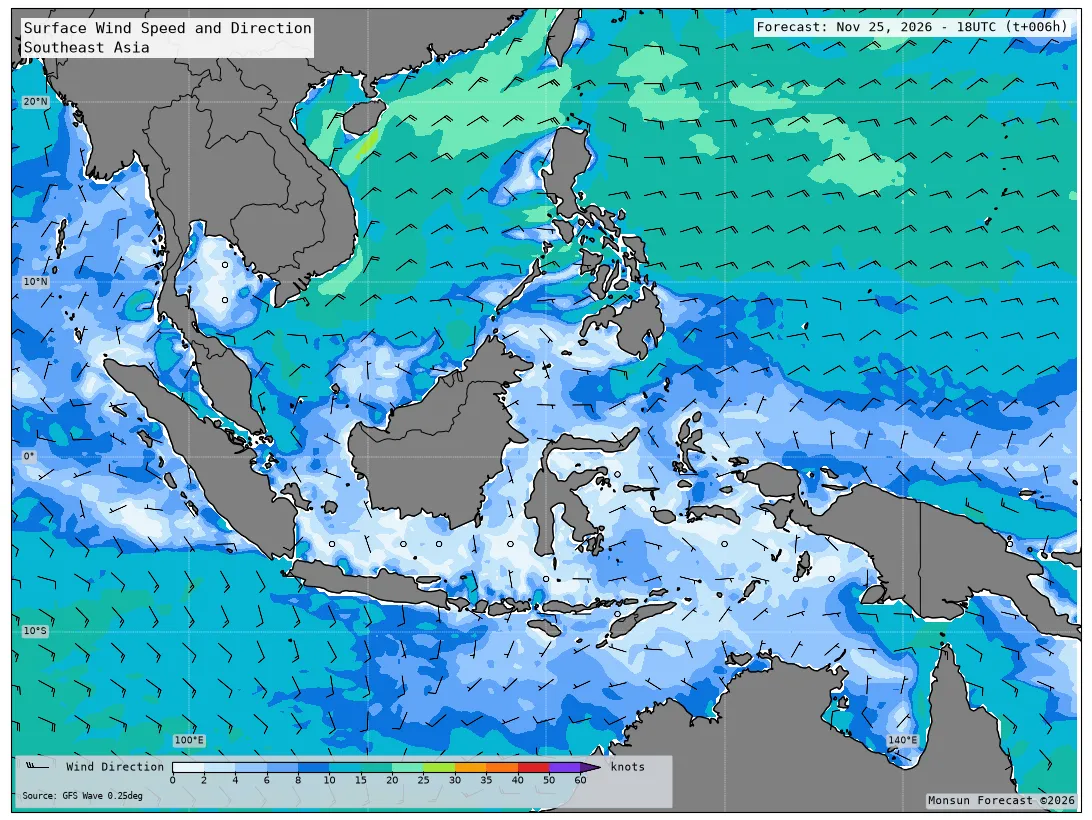 Surface Wind Speed and Direction
Southeast Asia
Forecast: Nov 25, 2026 - 18UTC (t+006h)
20°N
10°N
0°
10°S
100°E
140°E
Wind Direction
knots
0 2 4 6 8 10 15 20 25 30 35 40 50 60
Source: GFS Wave 0.25deg
Monsun Forecast ©2026